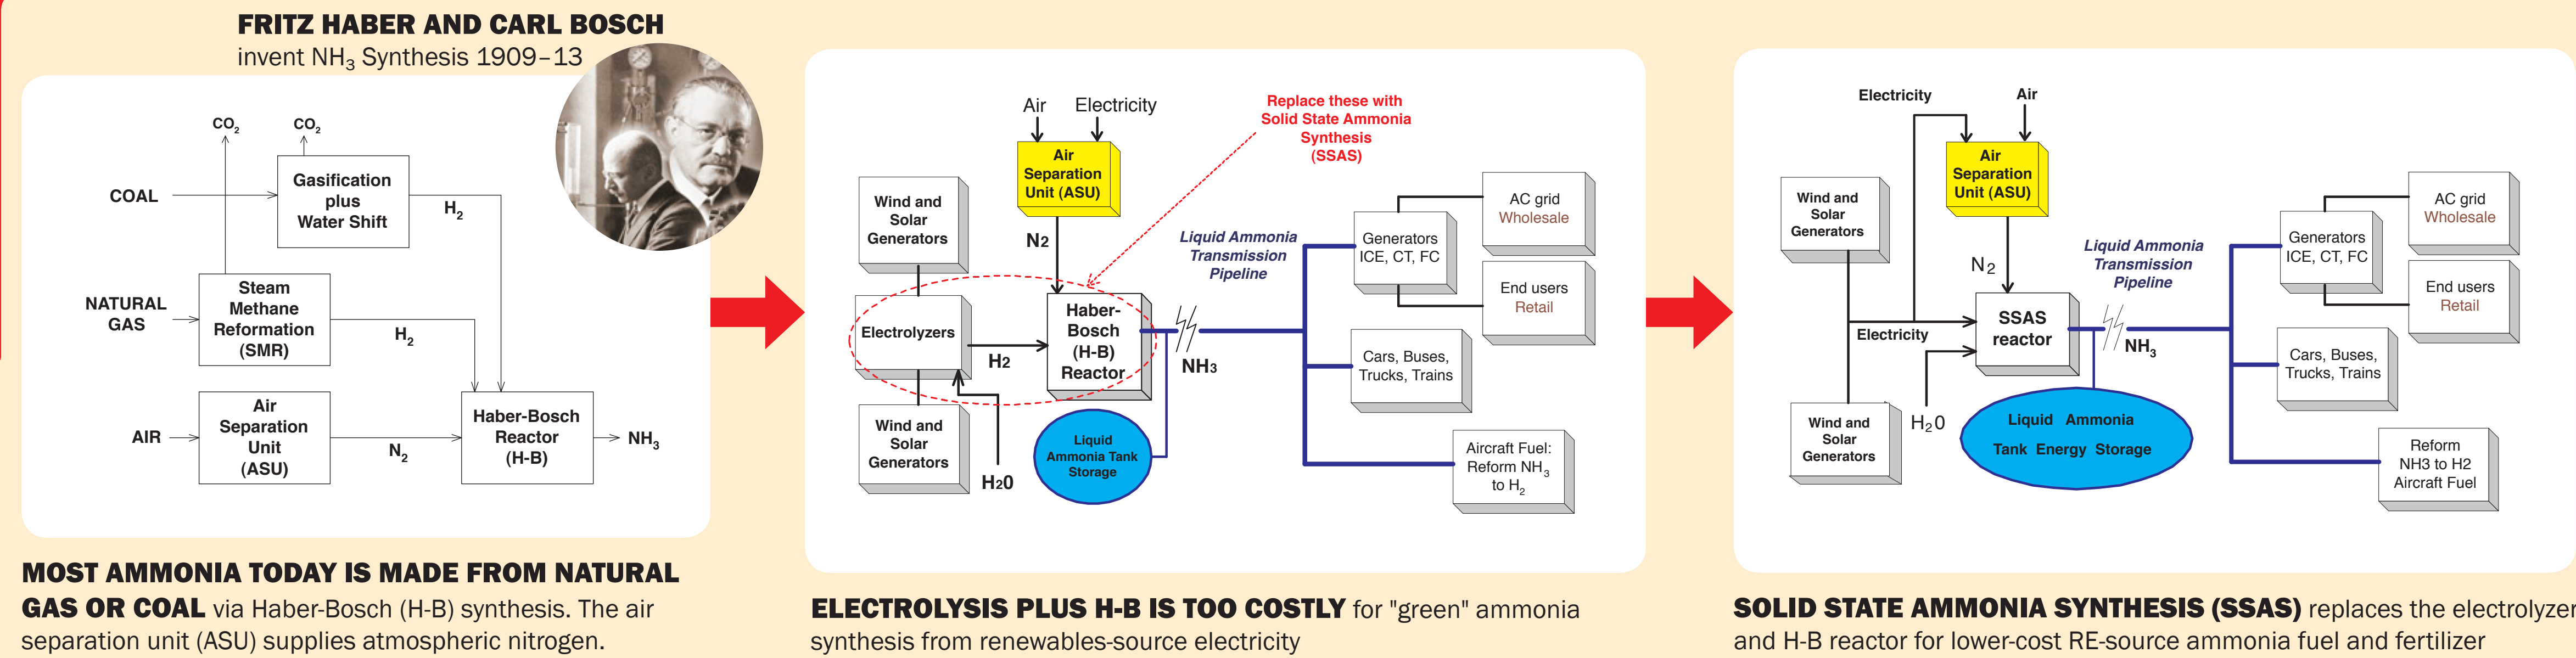 FRITZ HABER AND CARL BOSCH
invent NH3 Synthesis 1909–13
CO2
CO2
COAL
Gasification
plus
Water Shift
H2
NATURAL
GAS
Steam
Methane
Reformation
(SMR)
H2
AIR
Air
Separation
Unit
(ASU)
N2
Haber-Bosch
Reactor
(H-B)
NH3
MOST AMMONIA TODAY IS MADE FROM NATURAL
GAS OR COAL via Haber-Bosch (H-B) synthesis. The air
separation unit (ASU) supplies atmospheric nitrogen.
Air
Electricity
Replace these with
Solid State Ammonia
Synthesis
(SSAS)
Air
Separation
Unit (ASU)
Wind and
Solar
Generators
N2
Electrolyzers
H2
Haber-
Bosch
(H-B)
Reactor
Wind and
Solar
Generators
H20
Liquid
Ammonia Tank
Storage
NH3
Liquid Ammonia
Transmission
Pipeline
Generators
ICE, CT, FC
AC grid
Wholesale
End users
Retail
Cars, Buses,
Trucks, Trains
Aircraft Fuel:
Reform NH3
to H2
ELECTROLYSIS PLUS H-B IS TOO COSTLY for "green" ammonia
synthesis from renewables-source electricity
Electricity
Air
Air
Separation
Unit (ASU)
Wind and
Solar
Generators
N2
Electricity
SSAS
reactor
Wind and
Solar
Generators
H20
Liquid Ammonia
Tank Energy Storage
NH3
Liquid Ammonia
Transmission
Pipeline
Generators
ICE, CT, FC
AC grid
Wholesale
End users
Retail
Cars, Buses,
Trucks, Trains
Reform
NH3 to H2
Aircraft Fuel
SOLID STATE AMMONIA SYNTHESIS (SSAS) replaces the electrolyzer
and H-B reactor for lower-cost RE-source ammonia fuel and fertilizer